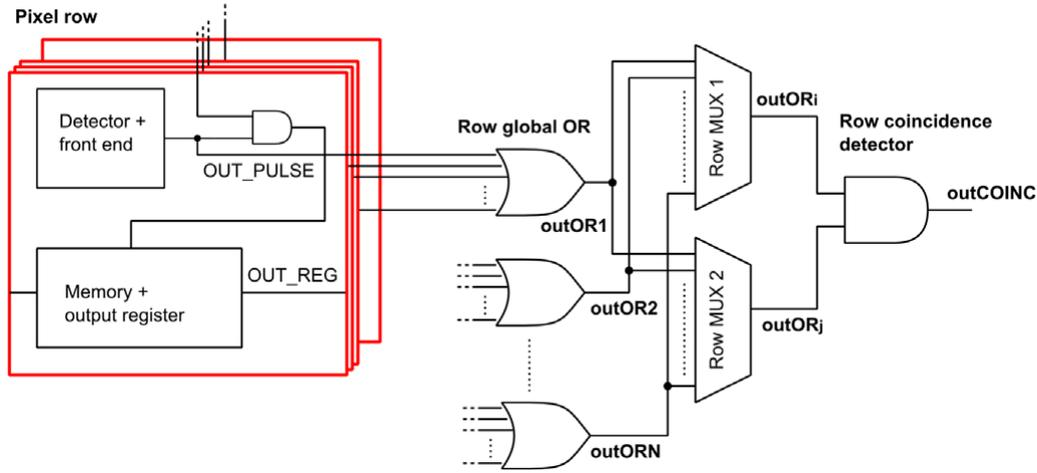 Pixel row
Detector +
front end
OUT_PULSE
Memory +
output register
OUT_REG
Row global OR
outOR1
outOR2
outORN
Row MUX 1
Row MUX 2
outORi
outORj
Row coincidence
detector
outCOINC